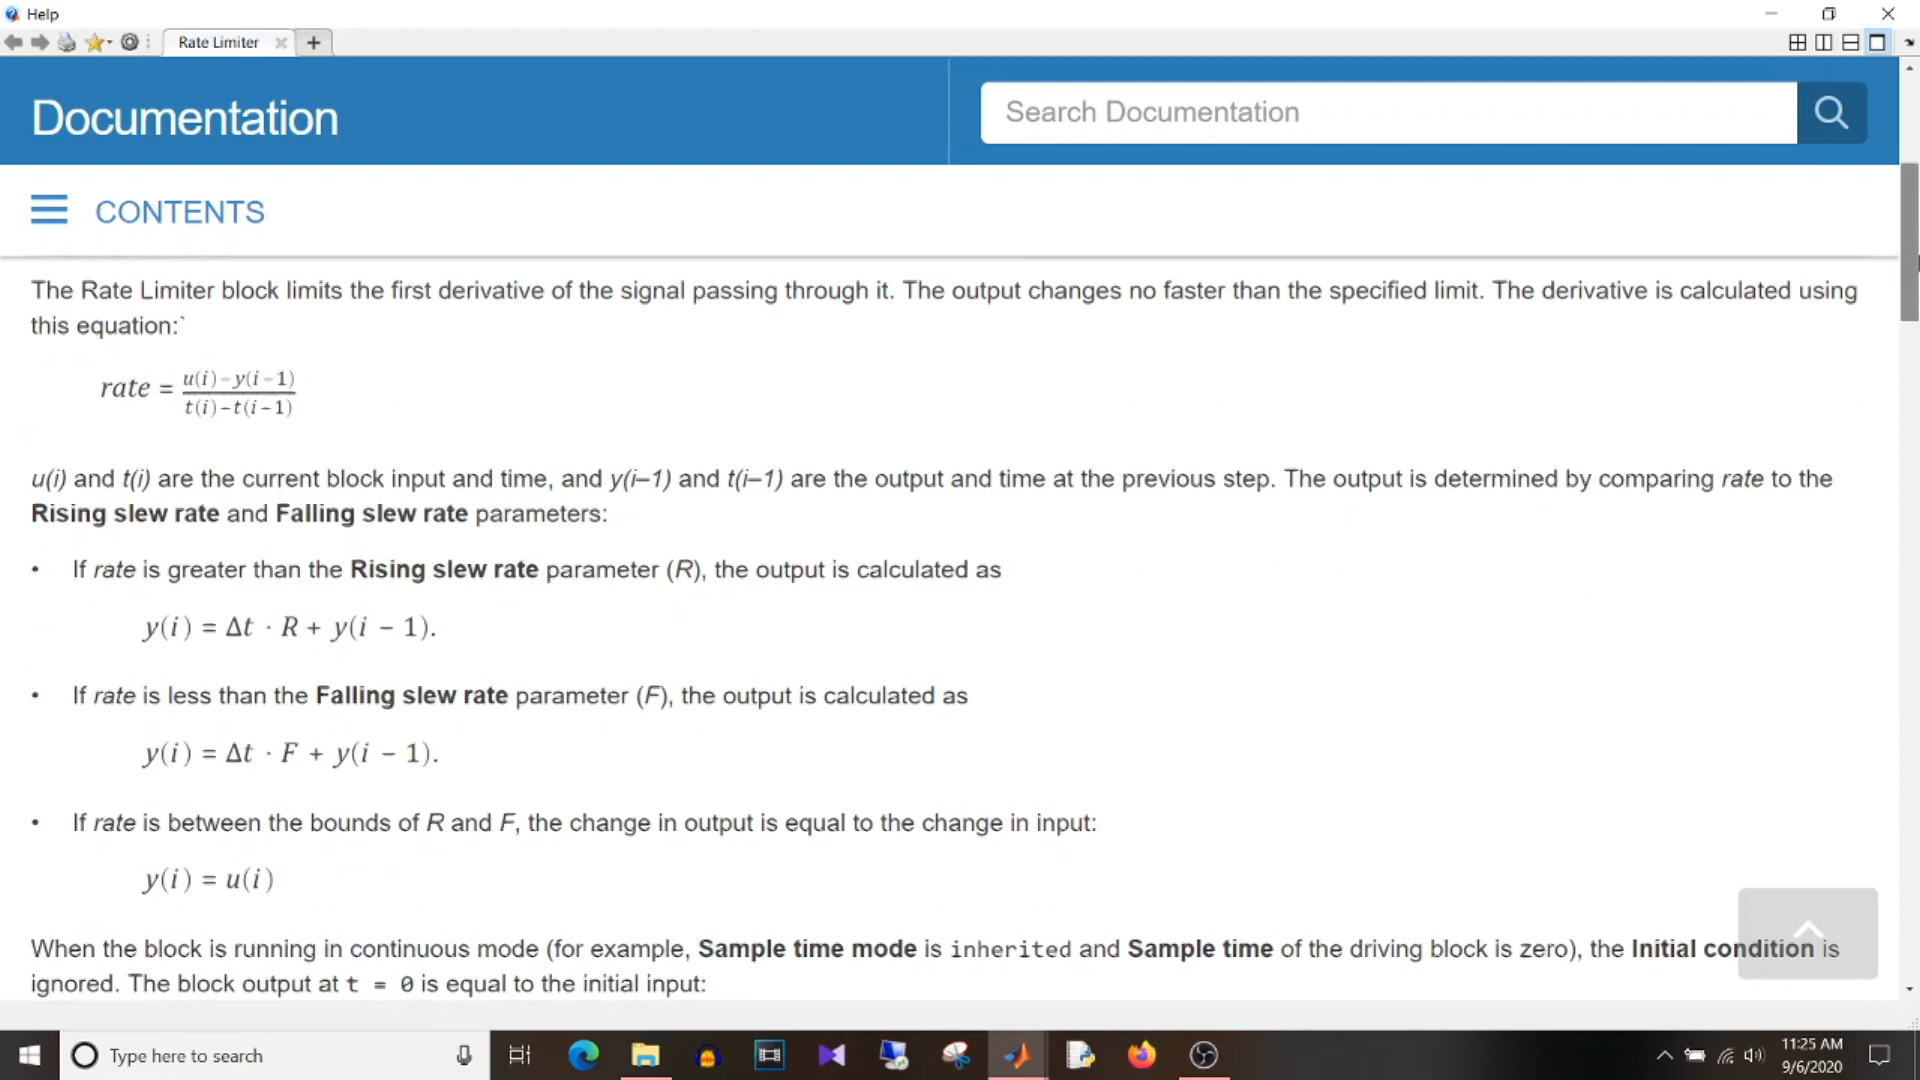 Help
Rate Limiter
Documentation
Search Documentation
CONTENTS
The Rate Limiter block limits the first derivative of the signal passing through it. The output changes no faster than the specified limit. The derivative is calculated using
this equation:`
rate = u(i)−y(i−1) / t(i)−t(i−1)
u(i) and t(i) are the current block input and time, and y(i–1) and t(i–1) are the output and time at the previous step. The output is determined by comparing rate to the
Rising slew rate and Falling slew rate parameters:
• If rate is greater than the Rising slew rate parameter (R), the output is calculated as
y(i) = Δt · R + y(i − 1).
• If rate is less than the Falling slew rate parameter (F), the output is calculated as
y(i) = Δt · F + y(i − 1).
• If rate is between the bounds of R and F, the change in output is equal to the change in input:
y(i) = u(i)
When the block is running in continuous mode (for example, Sample time mode is inherited and Sample time of the driving block is zero), the Initial condition is
ignored. The block output at t = 0 is equal to the initial input:
Type here to search
11:25 AM
9/6/2020